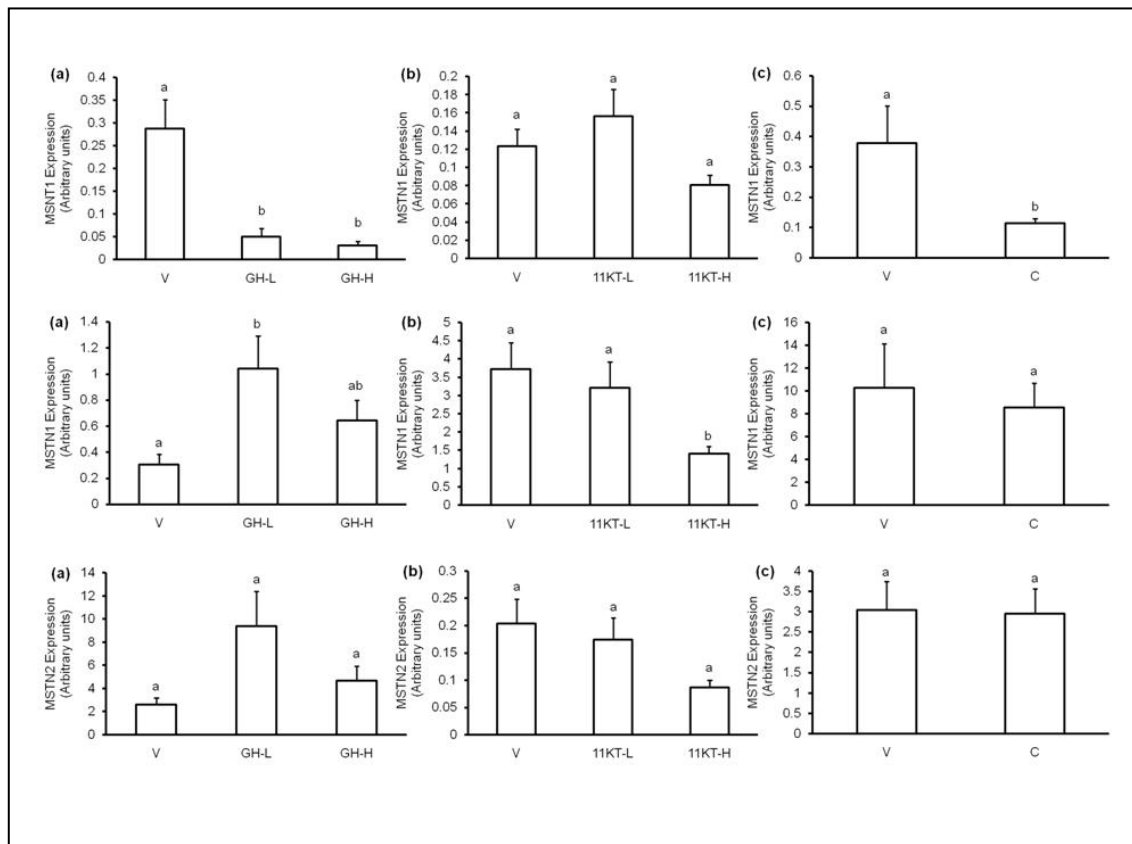 (a)
MSNT1 Expression
(Arbitrary units)
0.4
0.35
0.3
0.25
0.2
0.15
0.1
0.05
0
a
b
b
V GH-L GH-H
(b)
MSTN1 Expression
(Arbitrary units)
0.2
0.18
0.16
0.14
0.12
0.1
0.08
0.06
0.04
0.02
0
a
a
a
V 11KT-L 11KT-H
(c)
MSTN1 Expression
(Arbitrary units)
0.6
0.5
0.4
0.3
0.2
0.1
0
a
b
V C
(a)
MSTN1 Expression
(Arbitrary units)
1.4
1.2
1
0.8
0.6
0.4
0.2
0
a
b
ab
V GH-L GH-H
(b)
MSTN1 Expression
(Arbitrary units)
5
4.5
4
3.5
3
2.5
2
1.5
1
0.5
0
a
a
b
V 11KT-L 11KT-H
(c)
MSTN1 Expression
(Arbitrary units)
16
14
12
10
8
6
4
2
0
a
a
V C
(a)
MSTN2 Expression
(Arbitrary units)
14
12
10
8
6
4
2
0
a
a
a
V GH-L GH-H
(b)
MSTN2 Expression
(Arbitrary units)
0.3
0.25
0.2
0.15
0.1
0.05
0
a
a
a
V 11KT-L 11KT-H
(c)
MSTN2 Expression
(Arbitrary units)
4
3.5
3
2.5
2
1.5
1
0.5
0
a
a
V C